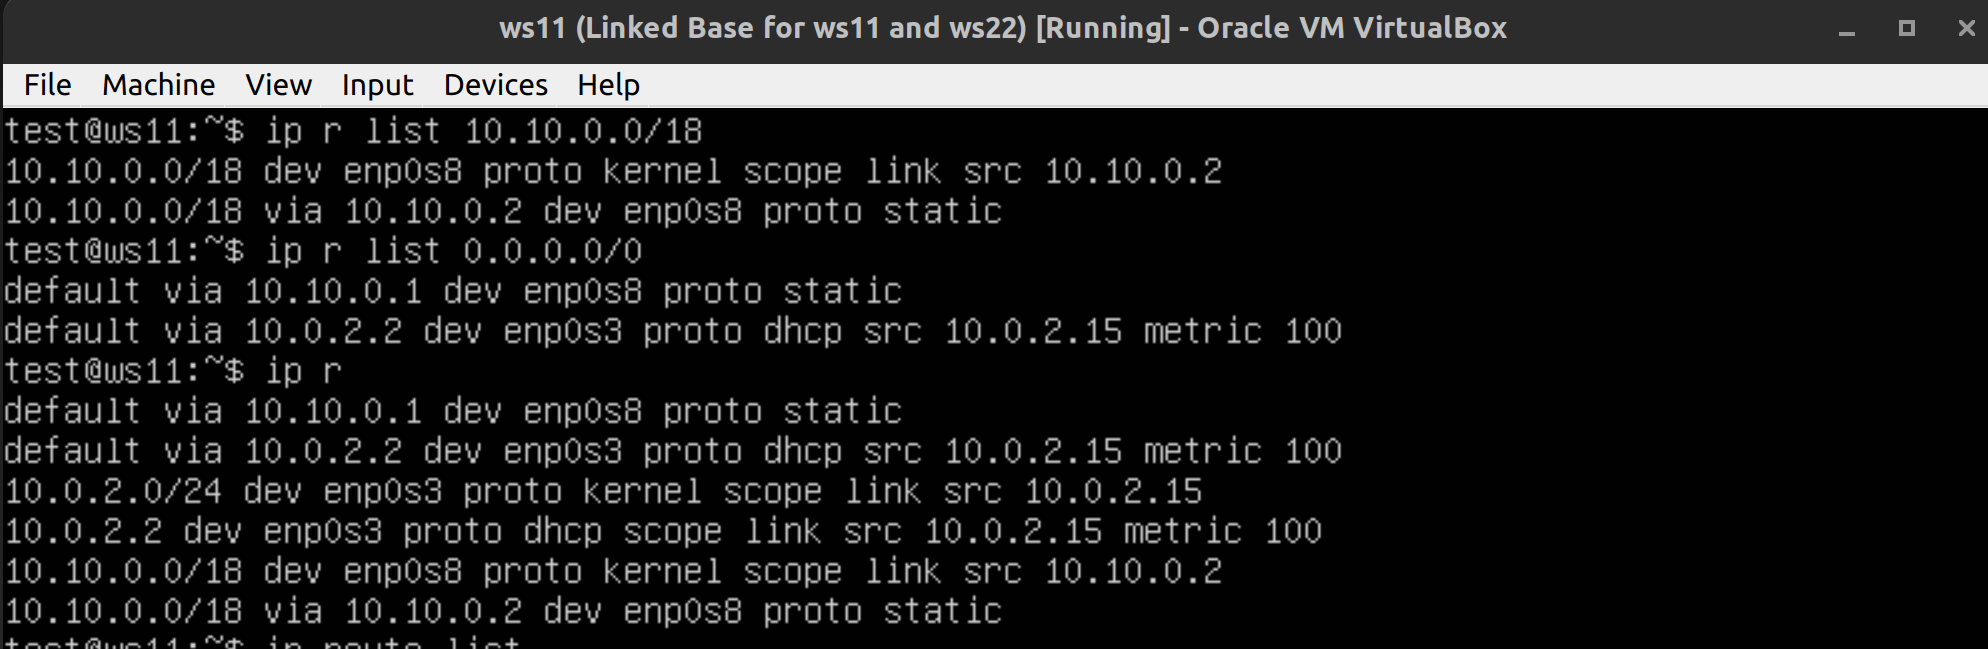 ws11 (Linked Base for ws11 and ws22) [Running] - Oracle VM VirtualBox
File Machine View Input Devices Help
test@ws11:~$ ip r list 10.10.0.0/18
10.10.0.0/18 dev enp0s8 proto kernel scope link src 10.10.0.2
10.10.0.0/18 via 10.10.0.2 dev enp0s8 proto static
test@ws11:~$ ip r list 0.0.0.0/0
default via 10.10.0.1 dev enp0s8 proto static
default via 10.0.2.2 dev enp0s3 proto dhcp src 10.0.2.15 metric 100
test@ws11:~$ ip r
default via 10.10.0.1 dev enp0s8 proto static
default via 10.0.2.2 dev enp0s3 proto dhcp src 10.0.2.15 metric 100
10.0.2.0/24 dev enp0s3 proto kernel scope link src 10.0.2.15
10.0.2.2 dev enp0s3 proto dhcp scope link src 10.0.2.15 metric 100
10.10.0.0/18 dev enp0s8 proto kernel scope link src 10.10.0.2
10.10.0.0/18 via 10.10.0.2 dev enp0s8 proto static
test@ws11:~$ ip route list